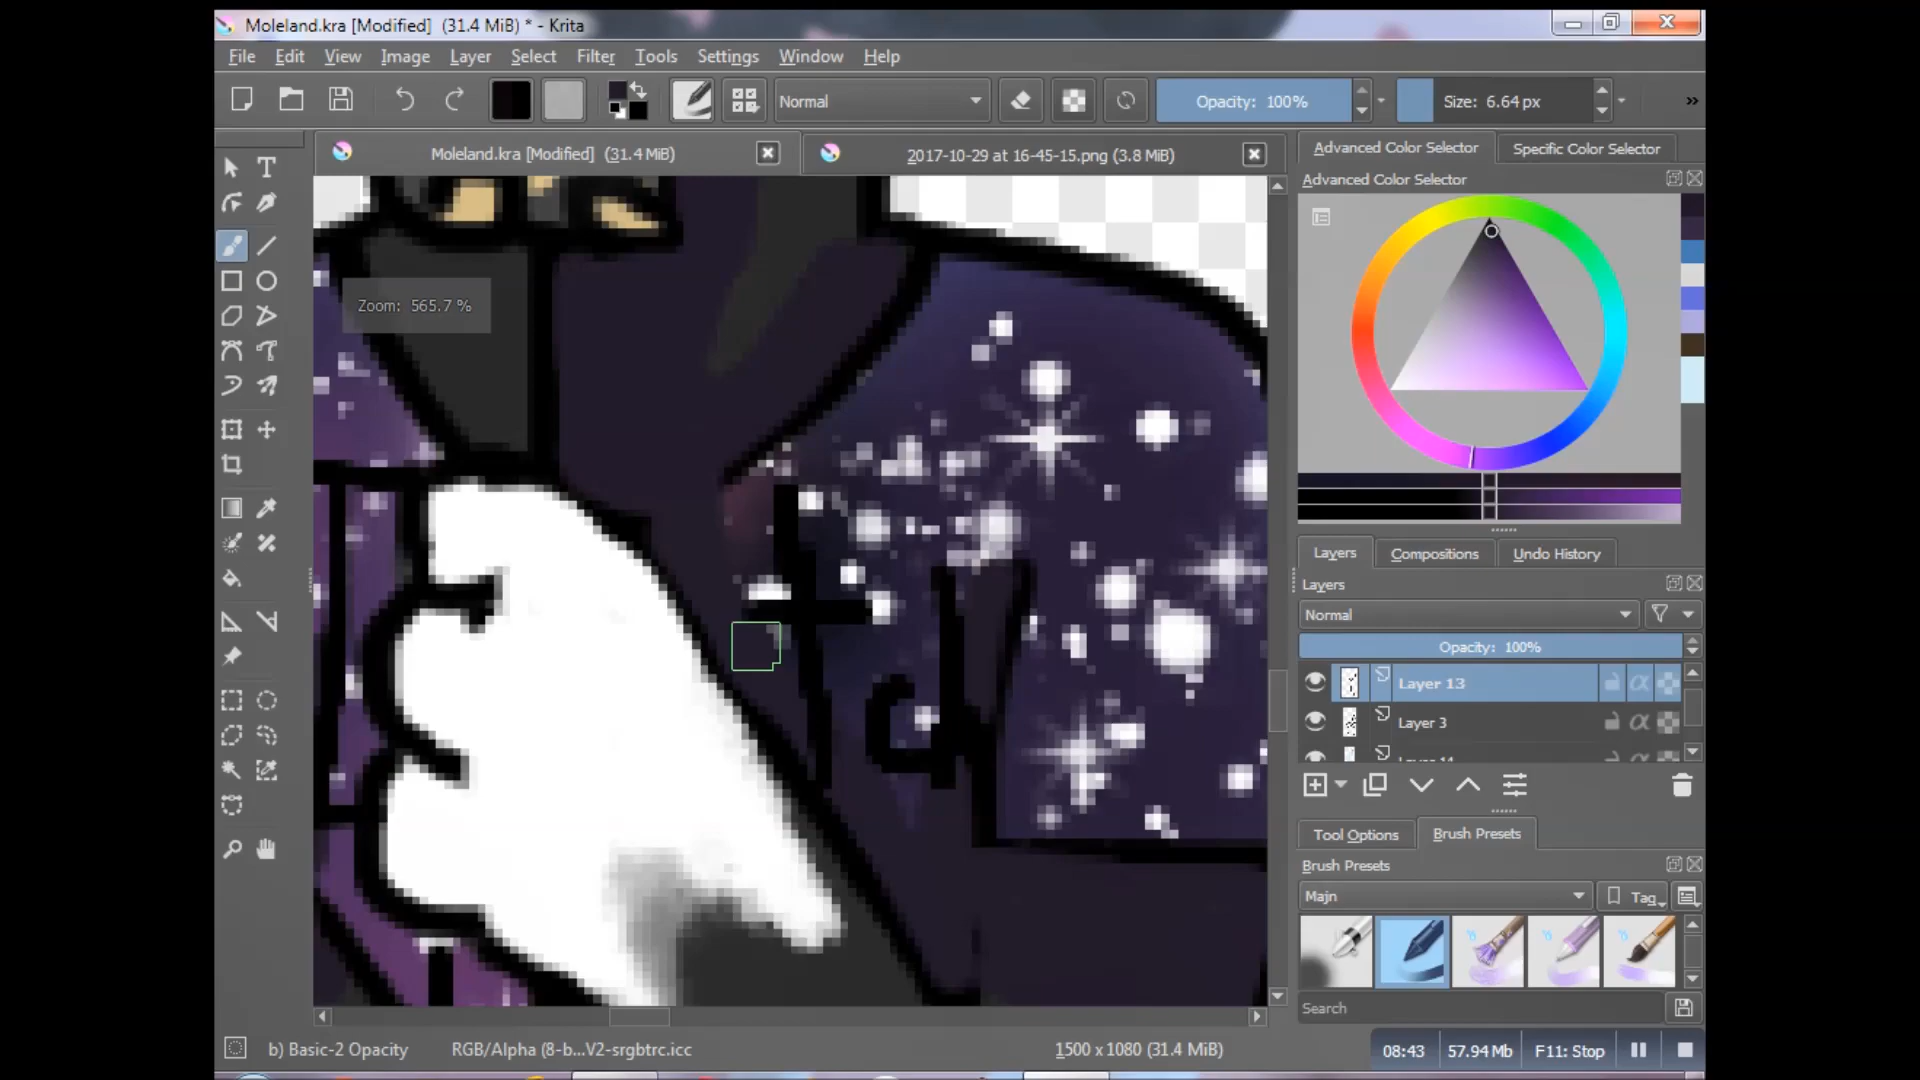 Moleland.kra [Modified]  (31.4 MiB) * - Krita
File Edit View Image Layer Select Filter Tools Settings Window Help
Normal Opacity: 100% Size: 6.64 px »
Moleland.kra [Modified] (31.4 MiB) 2017-10-29 at 16-45-15.png (3.8 MiB) Advanced Color Selector Specific Color Selector
Advanced Color Selector
Zoom: 565.7 %
Layers Compositions Undo History
Layers
Normal
Opacity: 100%
Layer 13
Layer 3
Tool Options Brush Presets
Brush Presets
Main Tag
Search
b) Basic-2 Opacity RGB/Alpha (8-b...V2-srgbtrc.icc 1500 x 1080 (31.4 MiB) 08:43 57.94 Mb F11: Stop